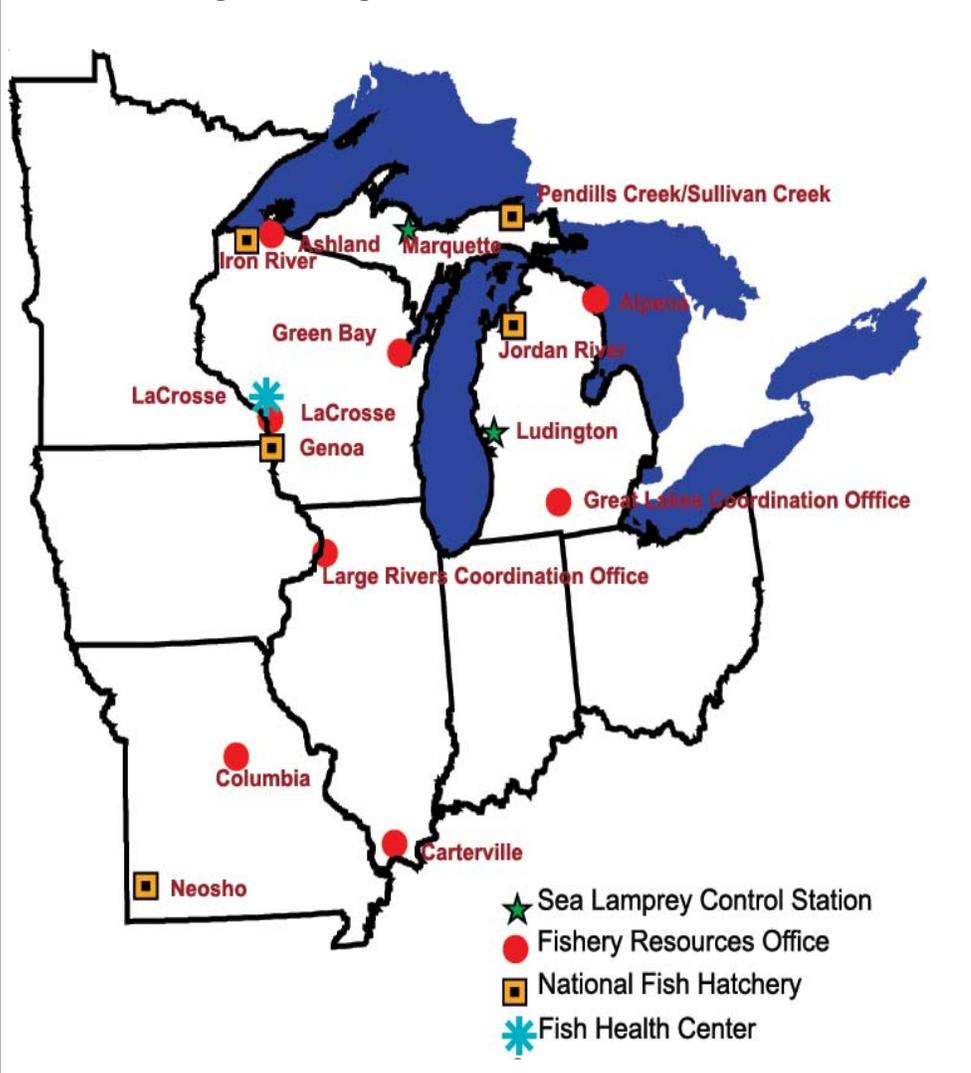 Pendills Creek/Sullivan Creek
Ashland
Marquette
Iron River
Alpena
Green Bay
Jordan River
LaCrosse
LaCrosse
Ludington
Genoa
Great Lakes Coordination Offfice
Large Rivers Coordination Office
Columbia
Carterville
Neosho
Sea Lamprey Control Station
Fishery Resources Office
National Fish Hatchery
Fish Health Center